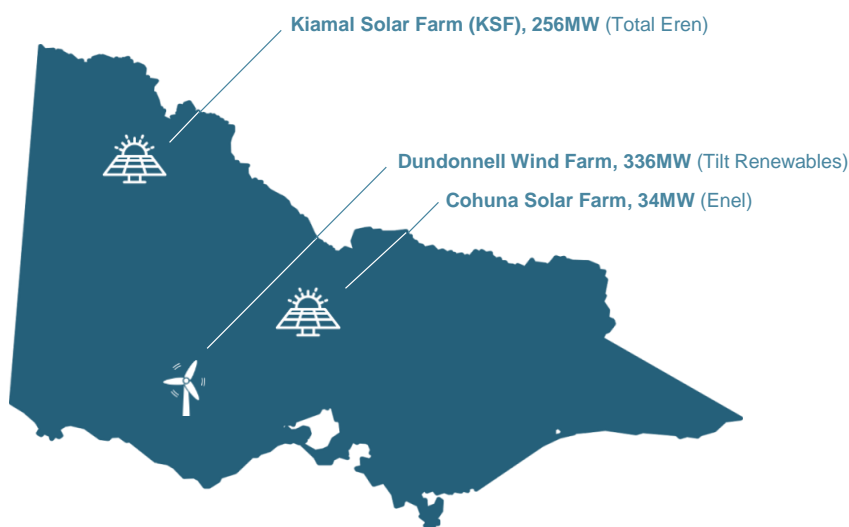 Kiamal Solar Farm (KSF), 256MW (Total Eren)
Dundonnell Wind Farm, 336MW (Tilt Renewables)
Cohuna Solar Farm, 34MW (Enel)